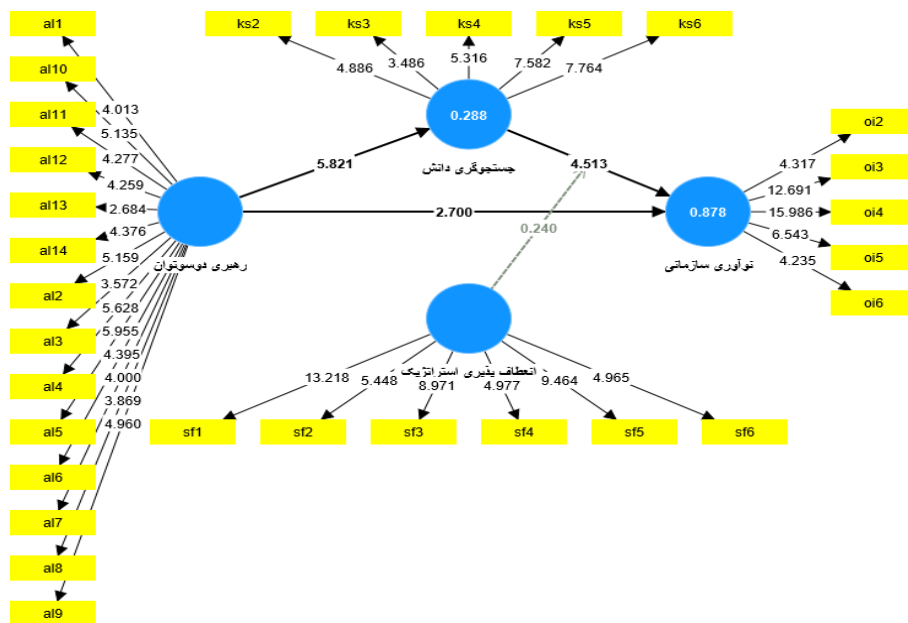 al1
al10
al11
al12
al13
al14
al2
al3
al4
al5
al6
al7
al8
al9
4.013
5.135
4.277
4.259
2.684
4.376
5.159
3.572
5.628
5.955
4.395
4.000
3.869
4.960
رهبری دوسوتوان
ks2
ks3
ks4
ks5
ks6
4.886
3.486
5.316
7.582
7.764
0.288
جستجوگری دانش
5.821
4.513
2.700
0.240
0.878
نوآوری سازمانی
oi2
oi3
oi4
oi5
oi6
4.317
12.691
15.986
6.543
4.235
انعطاف پذیری استراتژیک
13.218
5.448
8.971
4.977
9.464
4.965
sf1
sf2
sf3
sf4
sf5
sf6